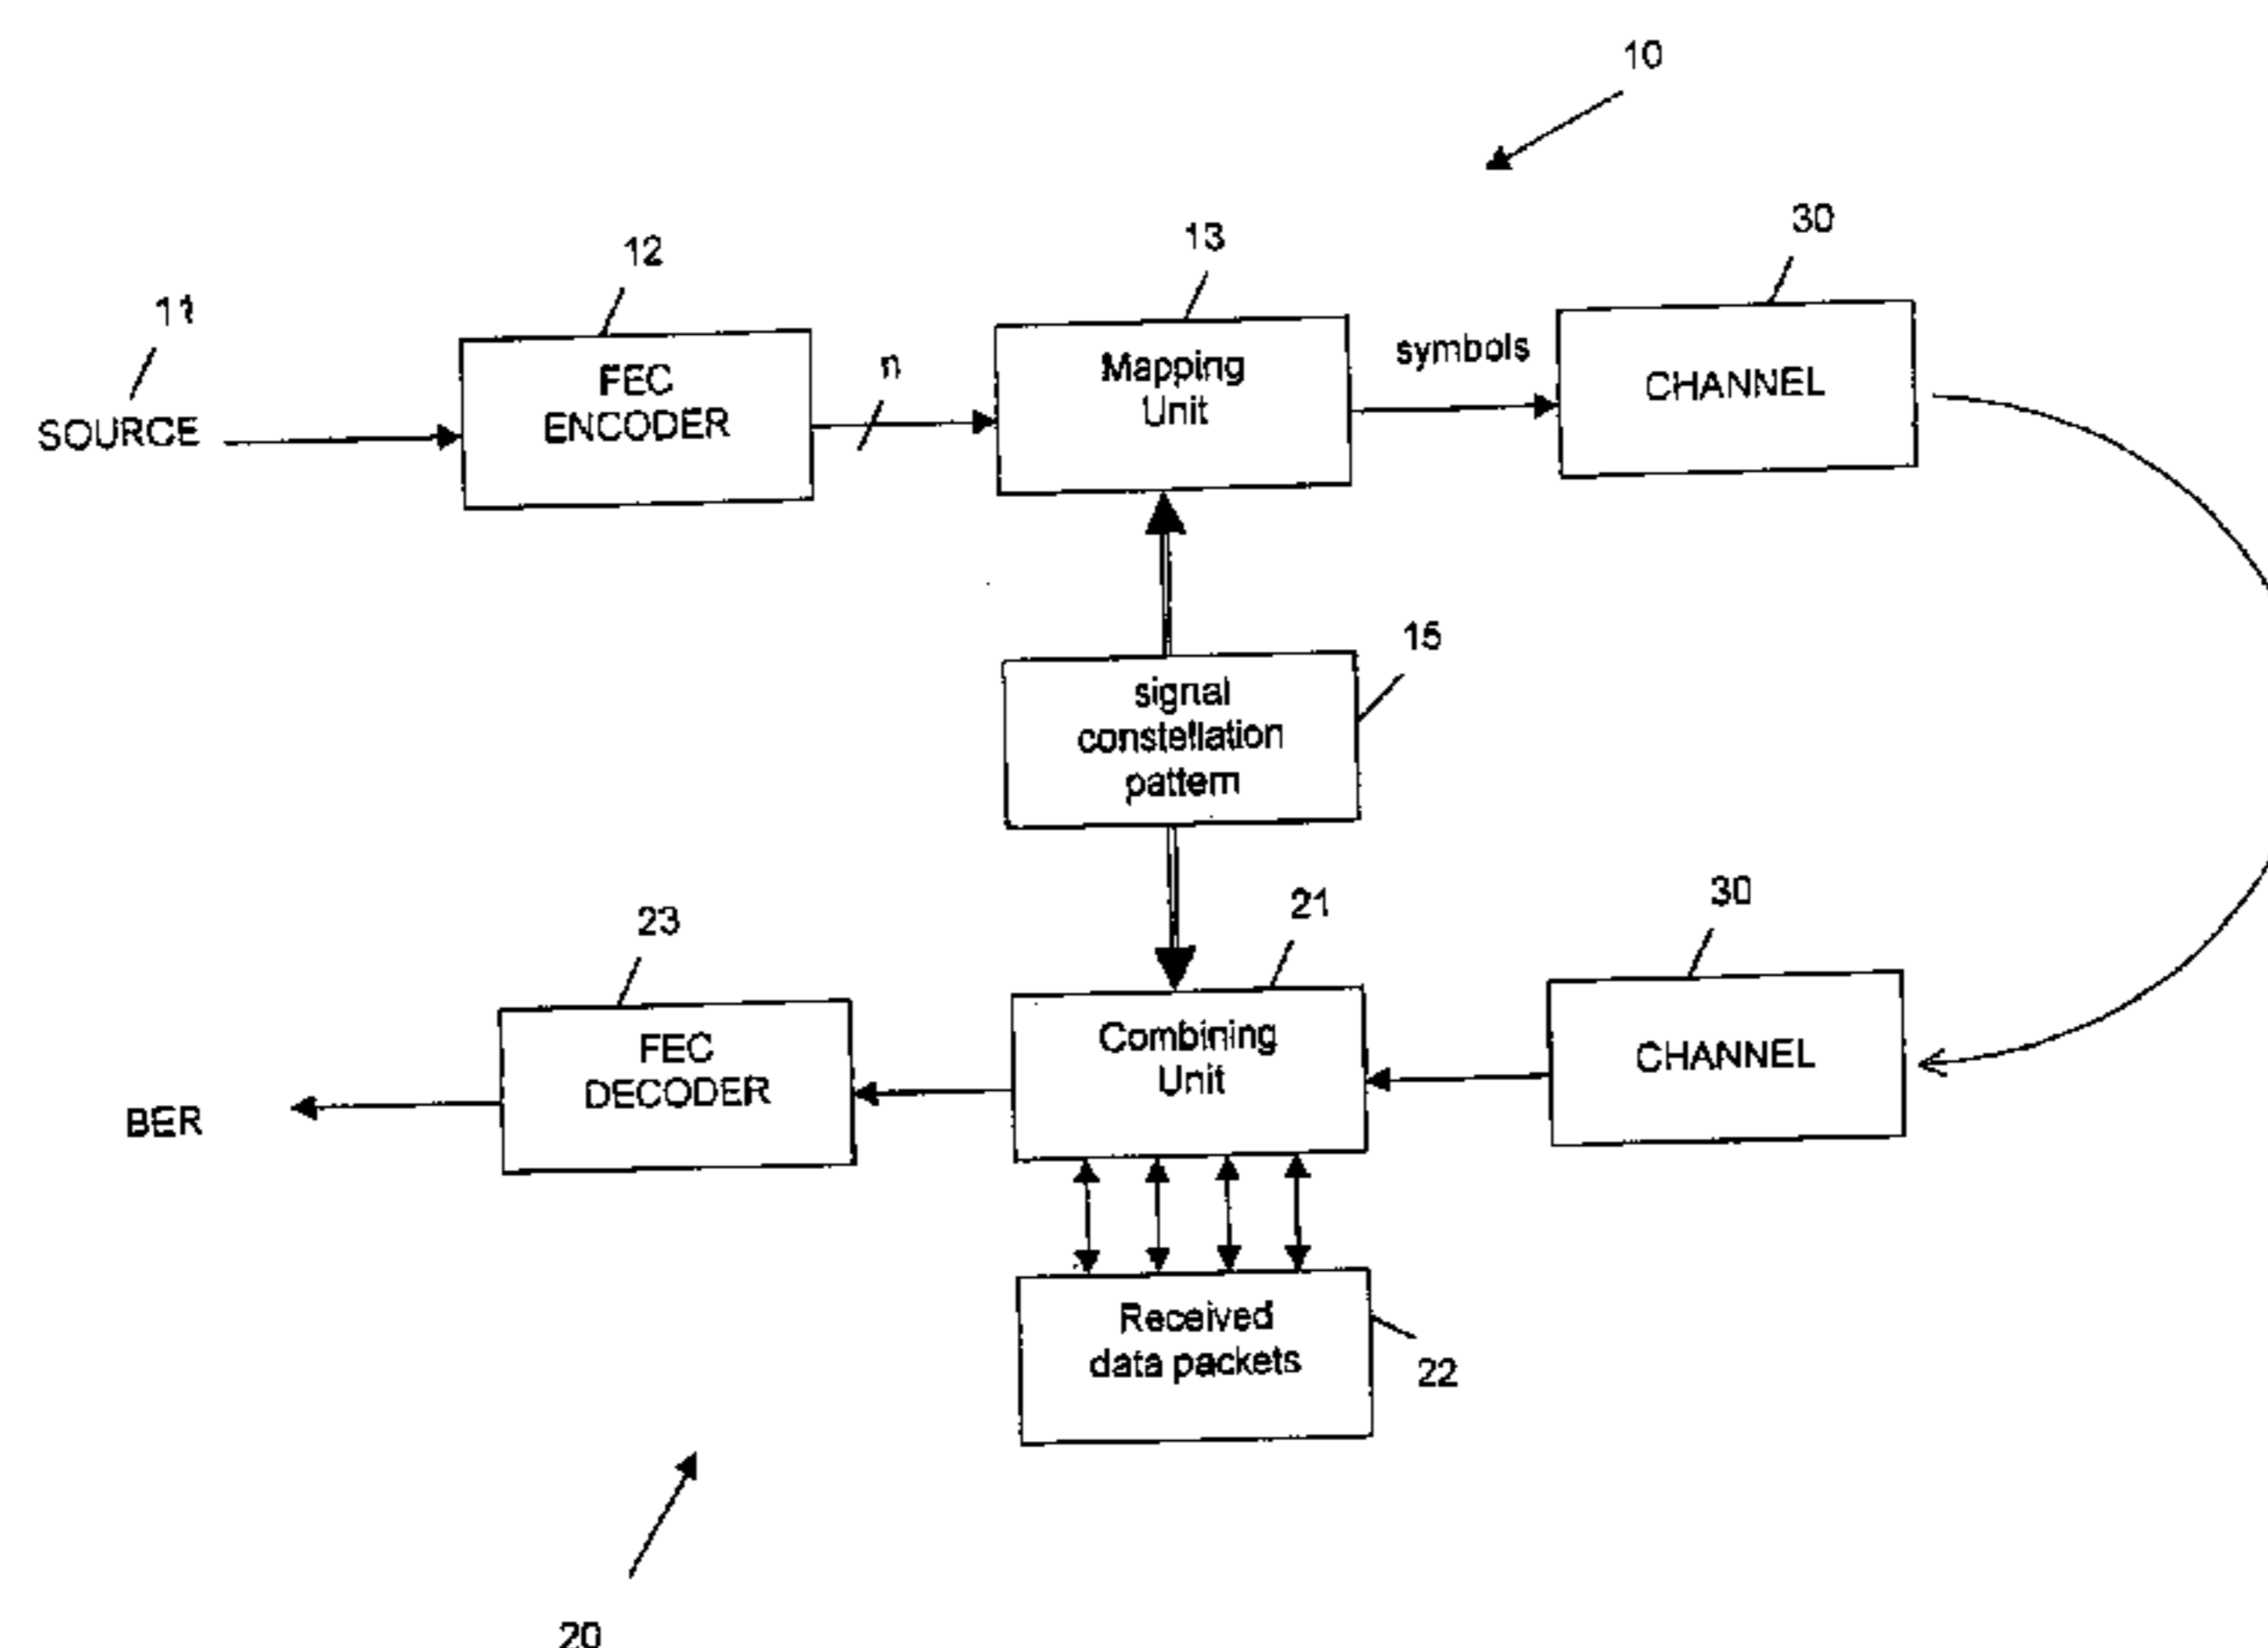 10
11
12
13
30
SOURCE
FEC
ENCODER
n
Mapping
Unit
symbols
CHANNEL
15
signal
constellation
pattern
23
21
30
BER
FEC
DECODER
Combining
Unit
CHANNEL
Received
data packets
22
20